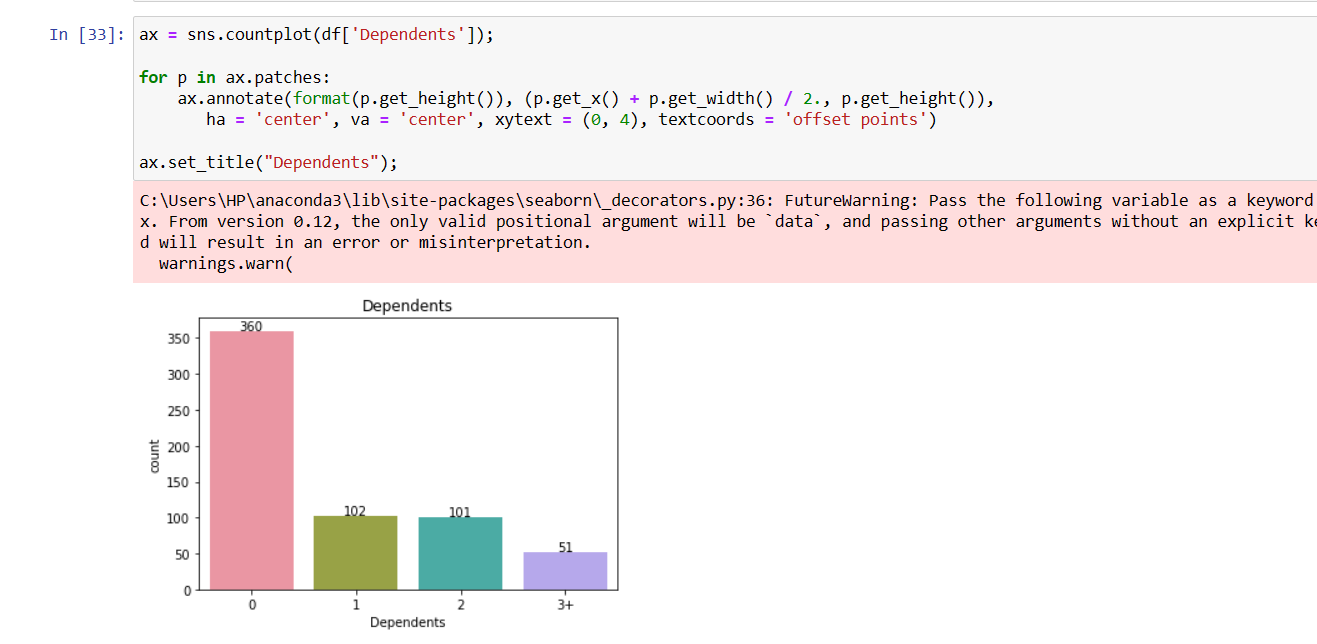 In [33]: ax = sns.countplot(df['Dependents']);
for p in ax.patches:
ax.annotate(format(p.get_height()), (p.get_x() + p.get_width() / 2., p.get_height()),
ha = 'center', va = 'center', xytext = (0, 4), textcoords = 'offset points')
ax.set_title("Dependents");
C:\Users\HP\anaconda3\lib\site-packages\seaborn\_decorators.py:36: FutureWarning: Pass the following variable as a keyword
x. From version 0.12, the only valid positional argument will be `data`, and passing other arguments without an explicit ke
d will result in an error or misinterpretation.
warnings.warn(
Dependents
360
350
300
250
200
150
102
101
100
51
50
0
count
0 1 2 3+
Dependents